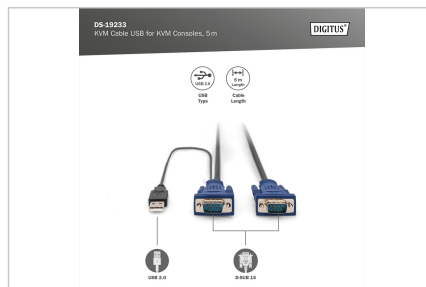 DS-19233
KVM Cable USB for KVM Consoles, 5 m
DIGITUS®
USB 2.0
5 m
Length
USB
Type
Cable
Length
USB 2.0
D-SUB 15